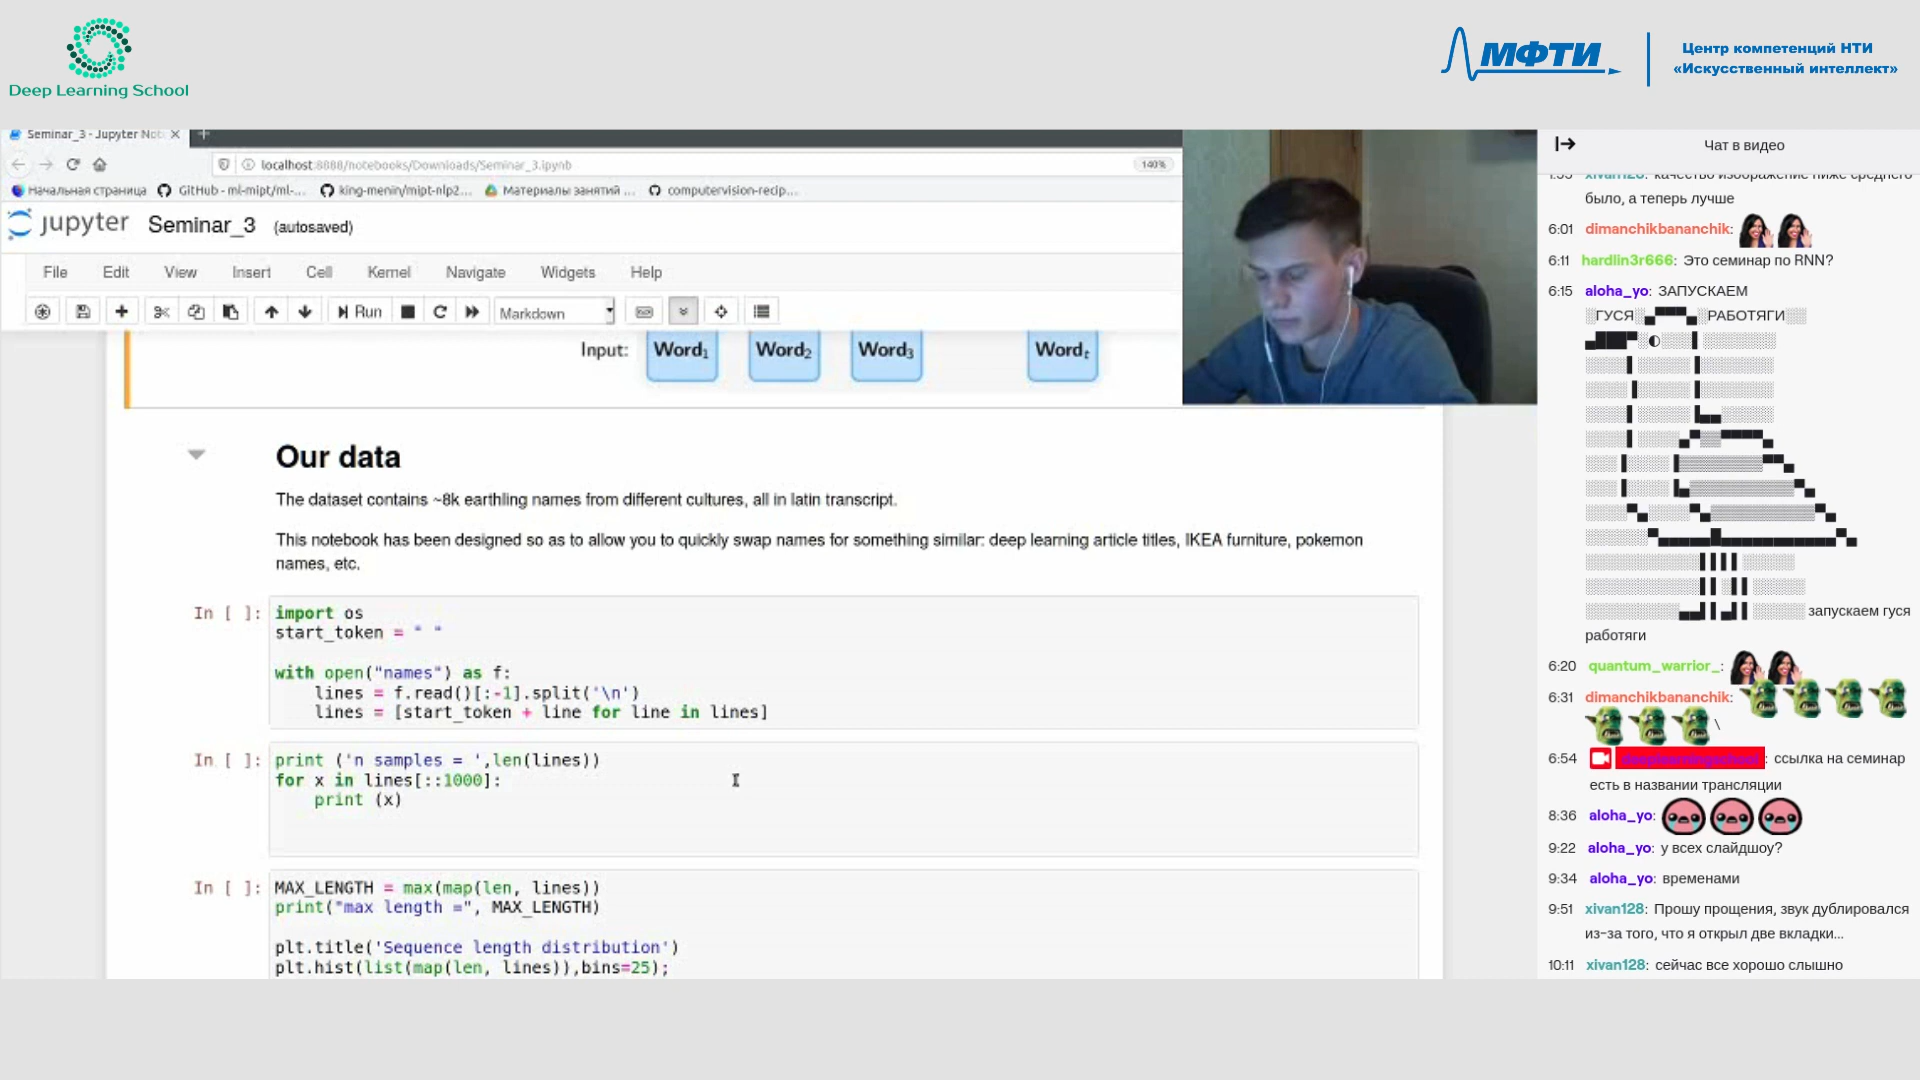 Deep Learning School
МФТИ
Центр компетенций НТИ
«Искусственный интеллект»
Seminar_3 - Jupyter Not
localhost:8888/notebooks/Downloads/Seminar_3.ipynb
140%
Начальная страница
GitHub - ml-mipt/ml-...
king-menin/mipt-nlp2...
Материалы занятий ...
computervision-recip...
jupyter Seminar_3 (autosaved)
File Edit View Insert Cell Kernel Navigate Widgets Help
Run
Markdown
Input: Word1 Word2 Word3 Wordt
Our data
The dataset contains ~8k earthling names from different cultures, all in latin transcript.
This notebook has been designed so as to allow you to quickly swap names for something similar: deep learning article titles, IKEA furniture, pokemon
names, etc.
In [ ]: import os
start_token = " "
with open("names") as f:
lines = f.read()[:-1].split('\n')
lines = [start_token + line for line in lines]
In [ ]: print ('n samples = ',len(lines))
for x in lines[::1000]:
print (x)
In [ ]: MAX_LENGTH = max(map(len, lines))
print("max length =", MAX_LENGTH)
plt.title('Sequence length distribution')
plt.hist(list(map(len, lines)),bins=25);
Чат в видео
xivan128: качество изображение ниже среднего
было, а теперь лучше
6:01 dimanchikbananchik:
6:11 hardlin3r666: Это семинар по RNN?
6:15 aloha_yo: ЗАПУСКАЕМ
ГУСЯ РАБОТЯГИ
запускаем гуся
работяги
6:20 quantum_warrior_:
6:31 dimanchikbananchik:
\
6:54 deeplearningschool: ссылка на семинар
есть в названии трансляции
8:36 aloha_yo:
9:22 aloha_yo: у всех слайдшоу?
9:34 aloha_yo: временами
9:51 xivan128: Прошу прощения, звук дублировался
из-за того, что я открыл две вкладки...
10:11 xivan128: сейчас все хорошо слышно